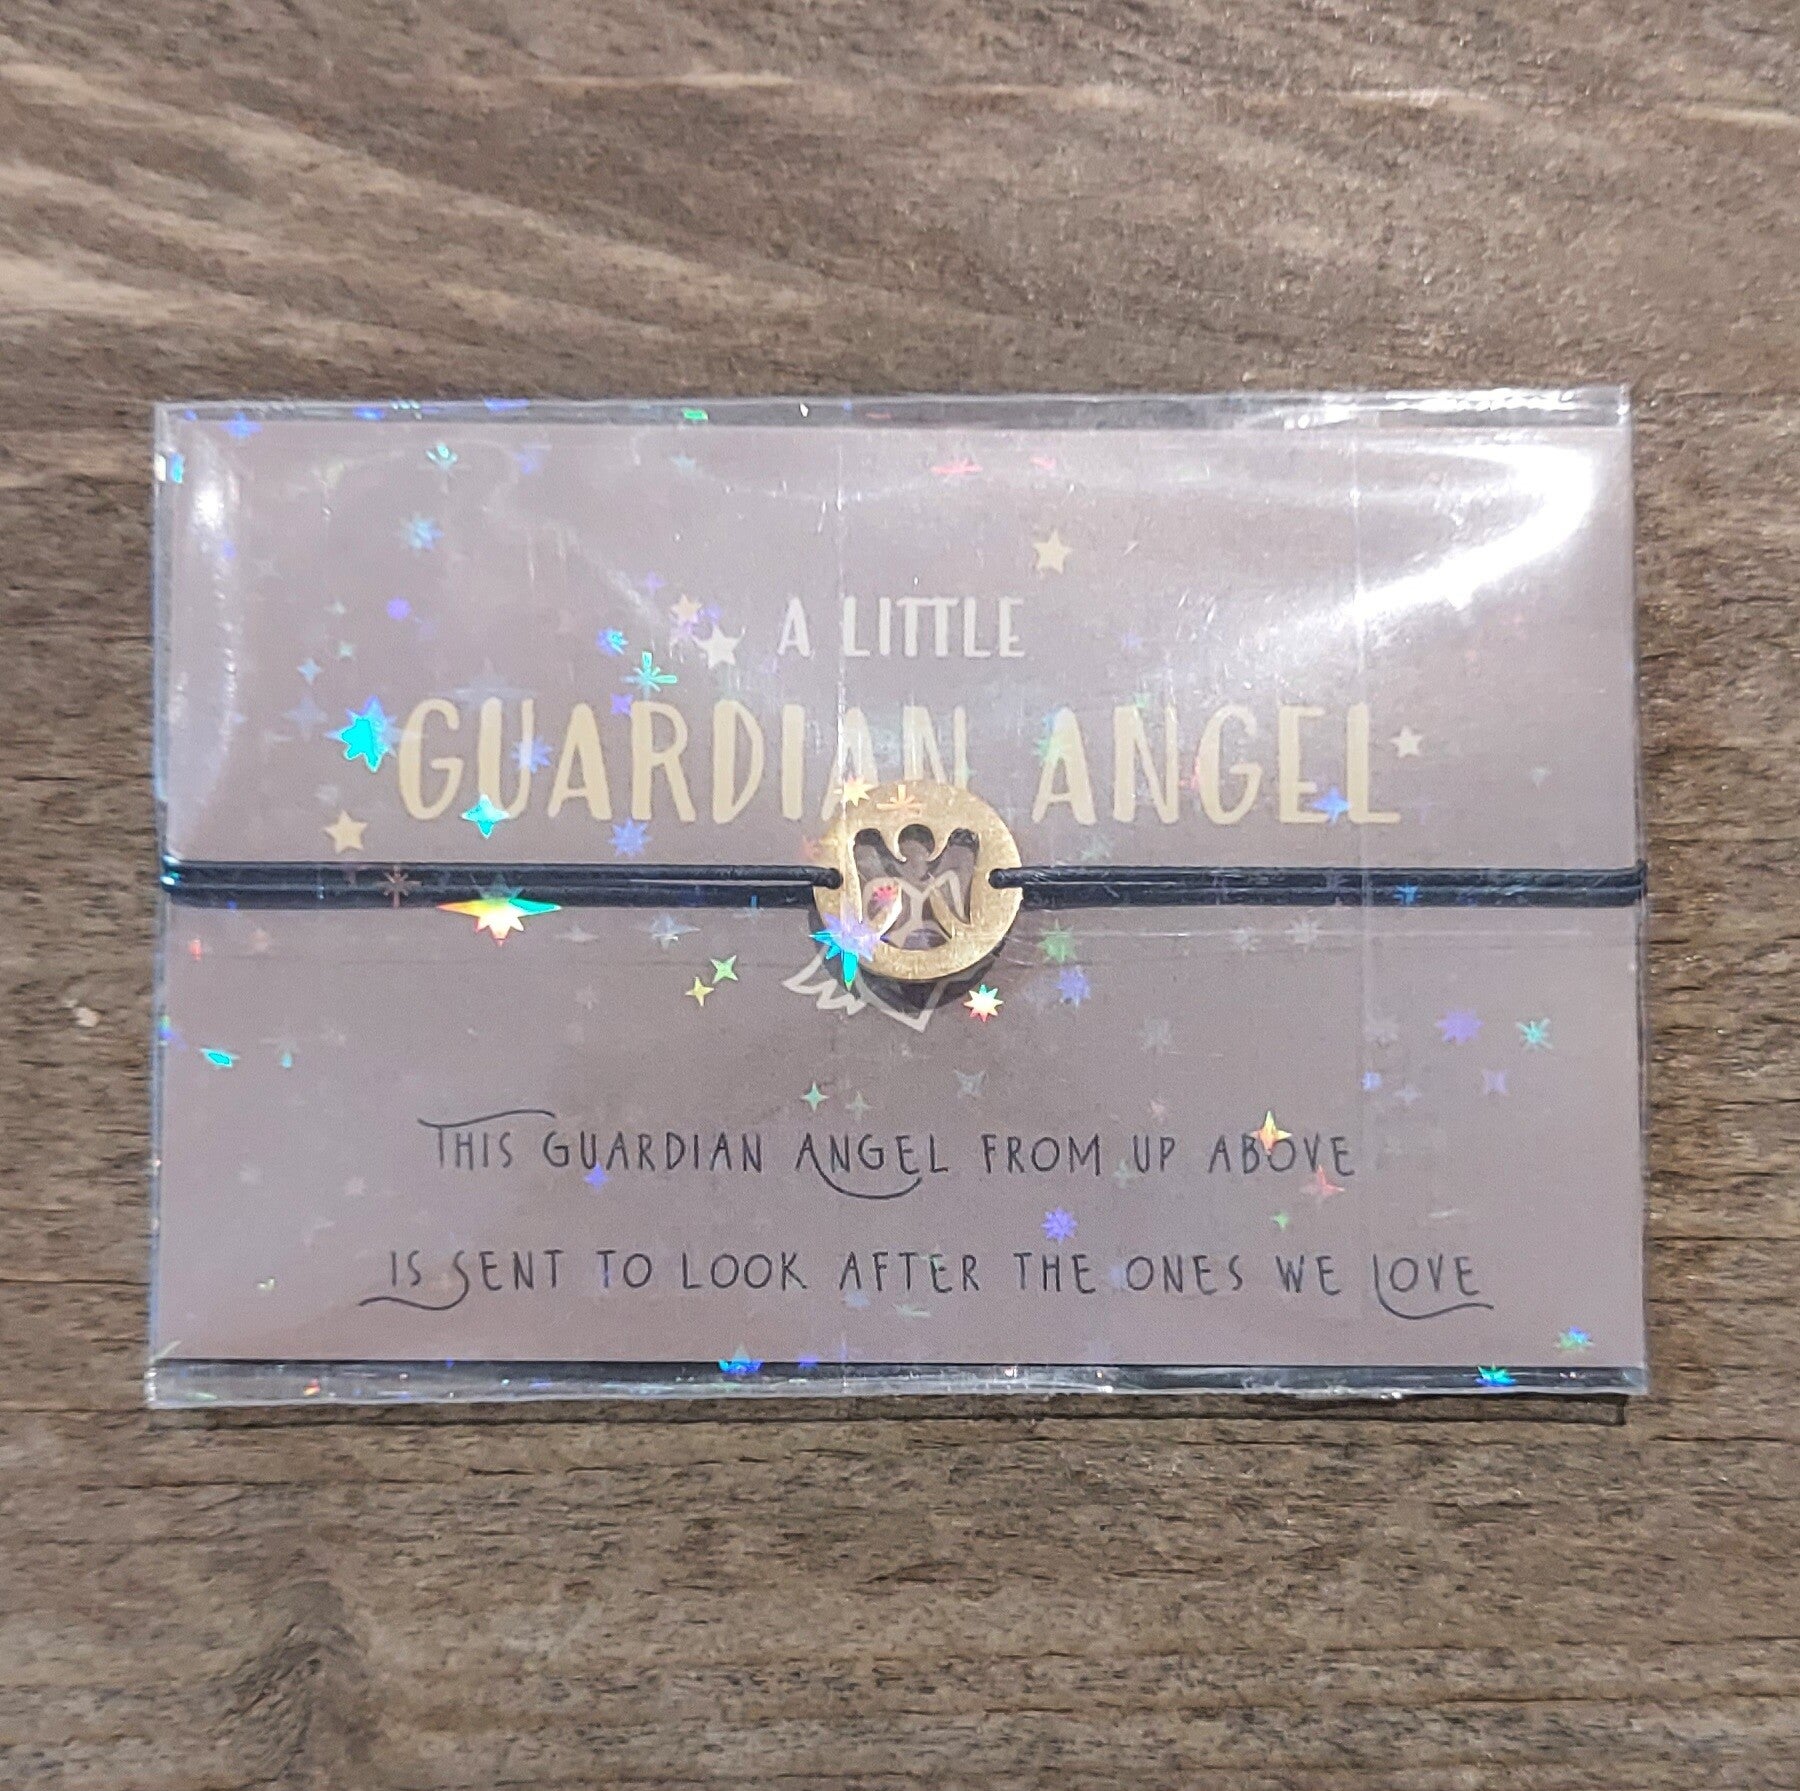 A LITTLE
GUARDIAN ANGEL
THIS GUARDIAN ANGEL FROM UP ABOVE
IS SENT TO LOOK AFTER THE ONES WE LOVE